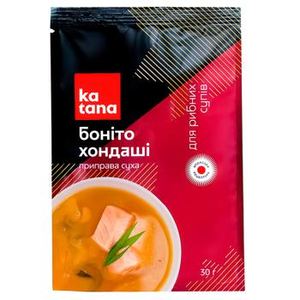 ka
tana
боніто
хондаші
приправа суха
для рибних
супів
30 г